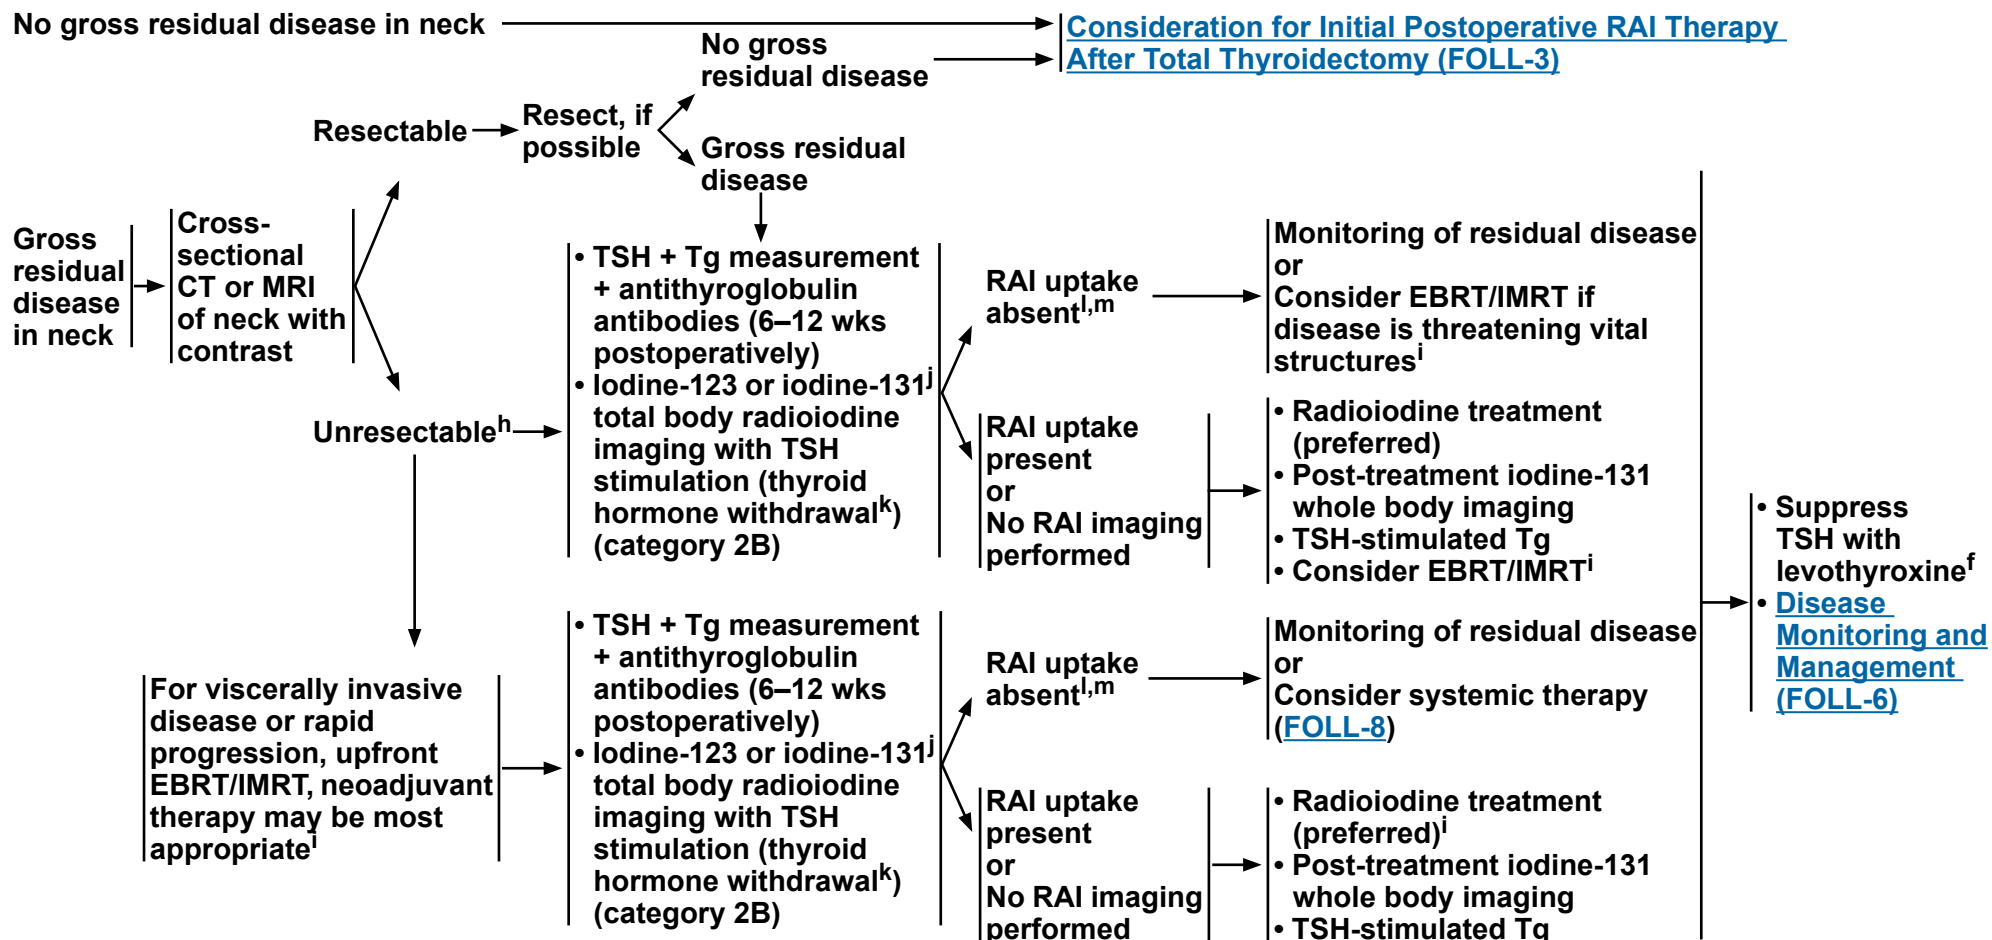 No gross residual disease in neck
Consideration for Initial Postoperative RAI Therapy
After Total Thyroidectomy (FOLL-3)
No gross
residual disease
Resectable
Resect, if
possible
Gross residual
disease
Gross
residual
disease
in neck
Cross-
sectional
CT or MRI
of neck with
contrast
Unresectableh
• TSH + Tg measurement
+ antithyroglobulin
antibodies (6–12 wks
postoperatively)
• Iodine-123 or iodine-131j
total body radioiodine
imaging with TSH
stimulation (thyroid
hormone withdrawalk)
(category 2B)
RAI uptake
absentl,m
Monitoring of residual disease
or
Consider EBRT/IMRT if
disease is threatening vital
structuresi
RAI uptake
present
or
No RAI imaging
performed
• Radioiodine treatment
(preferred)
• Post-treatment iodine-131
whole body imaging
• TSH-stimulated Tg
• Consider EBRT/IMRTi
For viscerally invasive
disease or rapid
progression, upfront
EBRT/IMRT, neoadjuvant
therapy may be most
appropriatei
• TSH + Tg measurement
+ antithyroglobulin
antibodies (6–12 wks
postoperatively)
• Iodine-123 or iodine-131j
total body radioiodine
imaging with TSH
stimulation (thyroid
hormone withdrawalk)
(category 2B)
RAI uptake
absentl,m
Monitoring of residual disease
or
Consider systemic therapy
(FOLL-8)
RAI uptake
present
or
No RAI imaging
performed
• Radioiodine treatment
(preferred)i
• Post-treatment iodine-131
whole body imaging
• TSH-stimulated Tg
• Suppress
TSH with
levothyroxinef
• Disease
Monitoring and
Management
(FOLL-6)